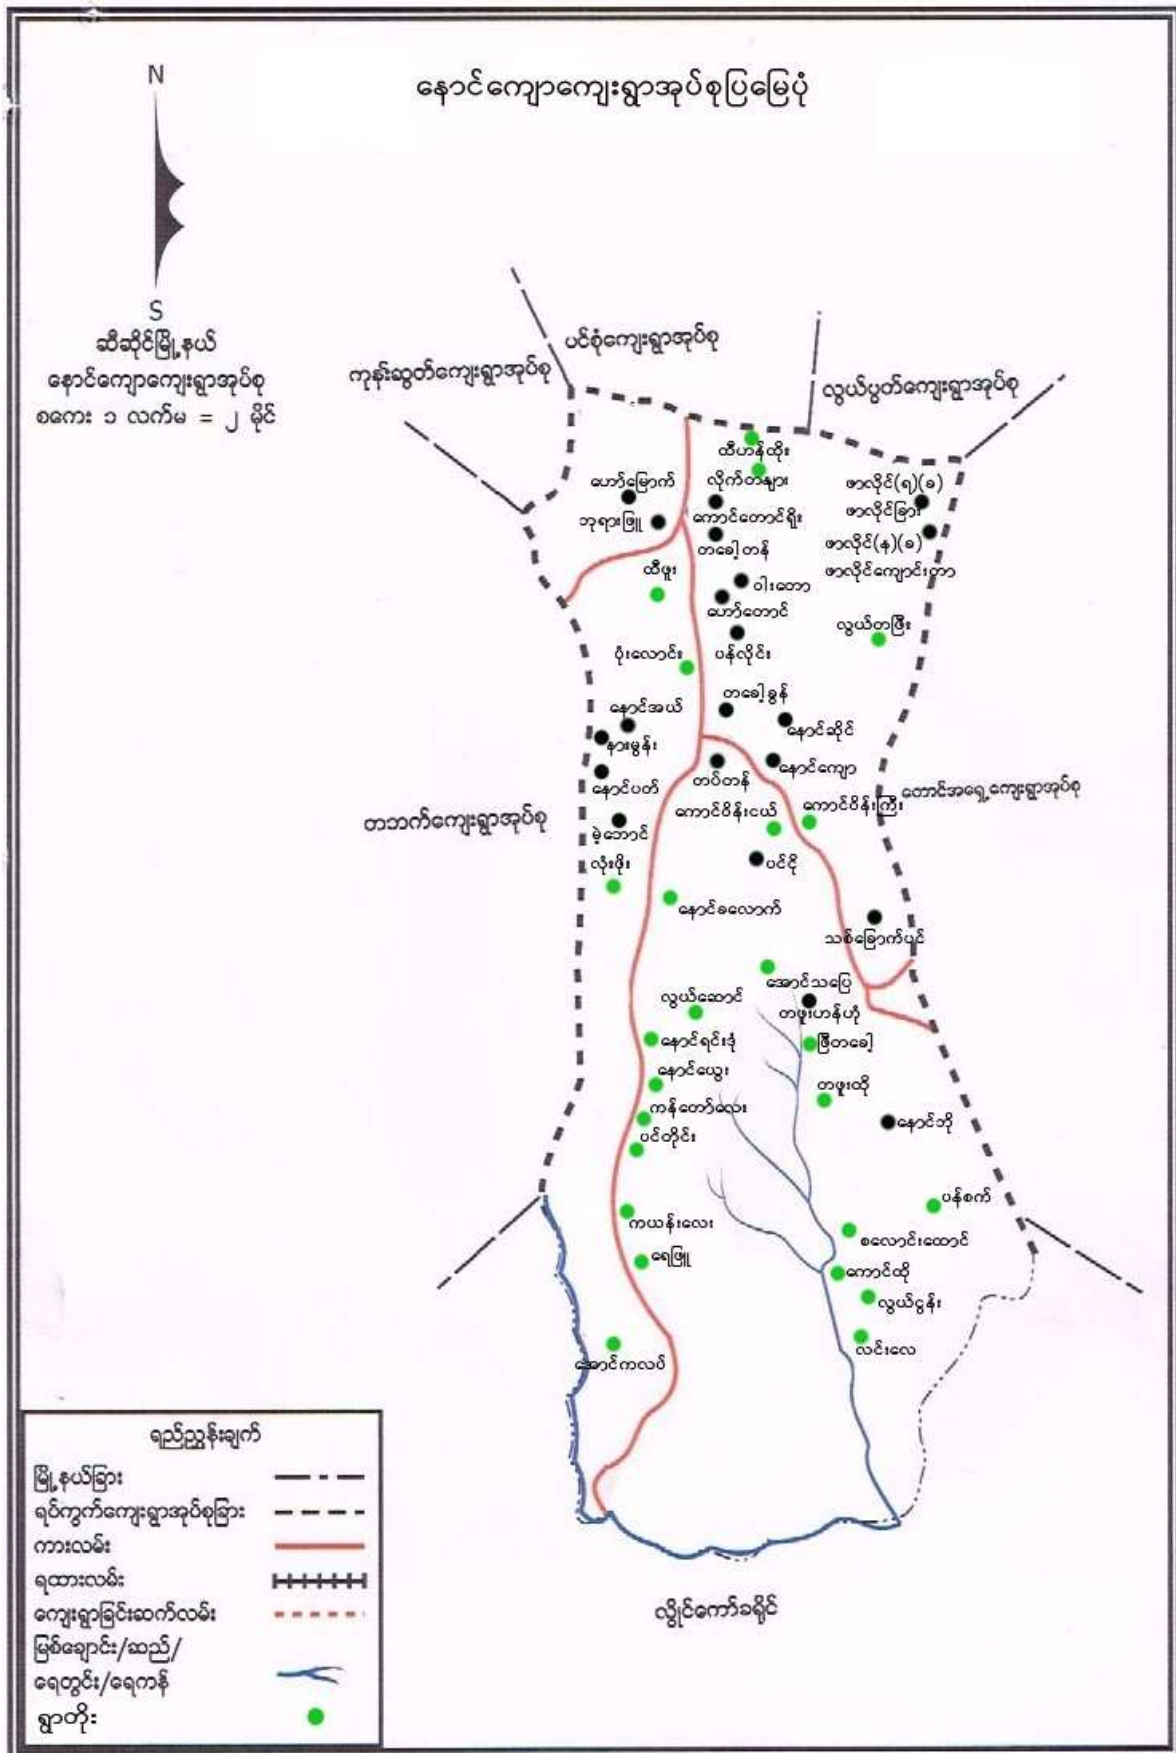 နောင်ကျောကျေးရွာအုပ်စုပြမြေပုံ
N
S
ဆီဆိုင်မြို့နယ်
နောင်ကျောကျေးရွာအုပ်စု
စကေး ၁ လက်မ = ၂ မိုင်
ပင်စုံကျေးရွာအုပ်စု
ကုန်းဆွတ်ကျေးရွာအုပ်စု
လွယ်ပွတ်ကျေးရွာအုပ်စု
ထီဟန်ထိုး
ဟော်မြောက်
လိုက်တများ
ဖာလိုင်(ရ)(ခ)
ဖာလိုင်ခြား
ဘုရားဖြူ
ကောင်တောင်ရိုး
တခေါ့တန်
ဖာလိုင်(န)(ခ)
ဖာလိုင်ကျောင်းတာ
ထီဖူး
ဝါးတော
ဟော်တောင်
လွယ်တဖြီး
ပုံးလောင်း
ပန်လိုင်း
တခေါ့ခွန်
နောင်အယ်
နောင်ဆိုင်
နားမွန်း
တပ်တန်
နောင်ကျော
နောင်ပတ်
တောင်အရှေ့ကျေးရွာအုပ်စု
ကောင်ဝိန်းငယ်
ကောင်ဝိန်းကြီး
တဘက်ကျေးရွာအုပ်စု
မဲ့ဘောင်
လုံးဖိုး
ပင်ငို
နောင်ခလောက်
သစ်ခြောက်ပင်
အောင်သပြေ
လွယ်ဆောင်
တဖူးဟန်ဟို
နောင်ရင်းဒုံ
ဖြီတခေါ့
နောင်ယွေး
တဖူးထို
ကန်တော်လေး
နောင်ဘို
ပင်တိုင်း
ပန်စက်
ကယန်းလေး
စလောင်းထောင်
ရေဖြူ
ကောင်ထို
လွယ်ငွန်း
လင်းလေ
အောင်ကလပ်
ရည်ညွှန်းချက်
မြို့နယ်ခြား
ရပ်ကွက်ကျေးရွာအုပ်စုခြား
ကားလမ်း
ရထားလမ်း
ကျေးရွာခြင်းဆက်လမ်း
မြစ်ချောင်း/ဆည်/
ရေတွင်း/ရေကန်
ရွာတိုး
လွိုင်ကော်ခရိုင်